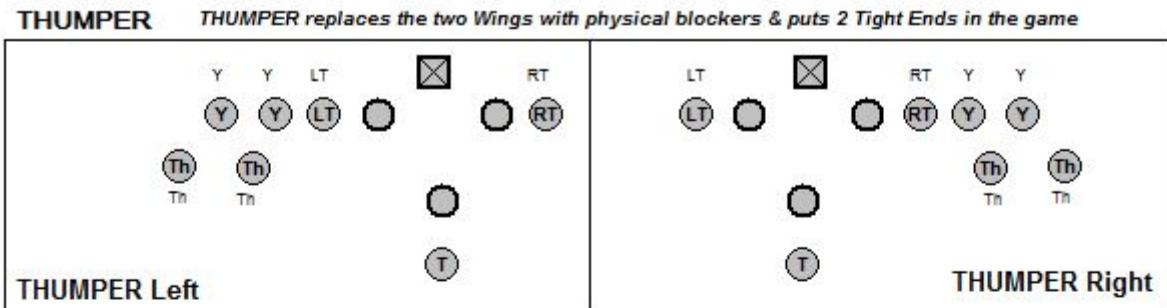 THUMPER THUMPER replaces the two Wings with physical blockers & puts 2 Tight Ends in the game
Y Y LT RT
Y Y LT RT
Th Th
Th Th
T
THUMPER Left
LT RT Y Y
LT RT Y Y
Th Th
Th Th
T
THUMPER Right